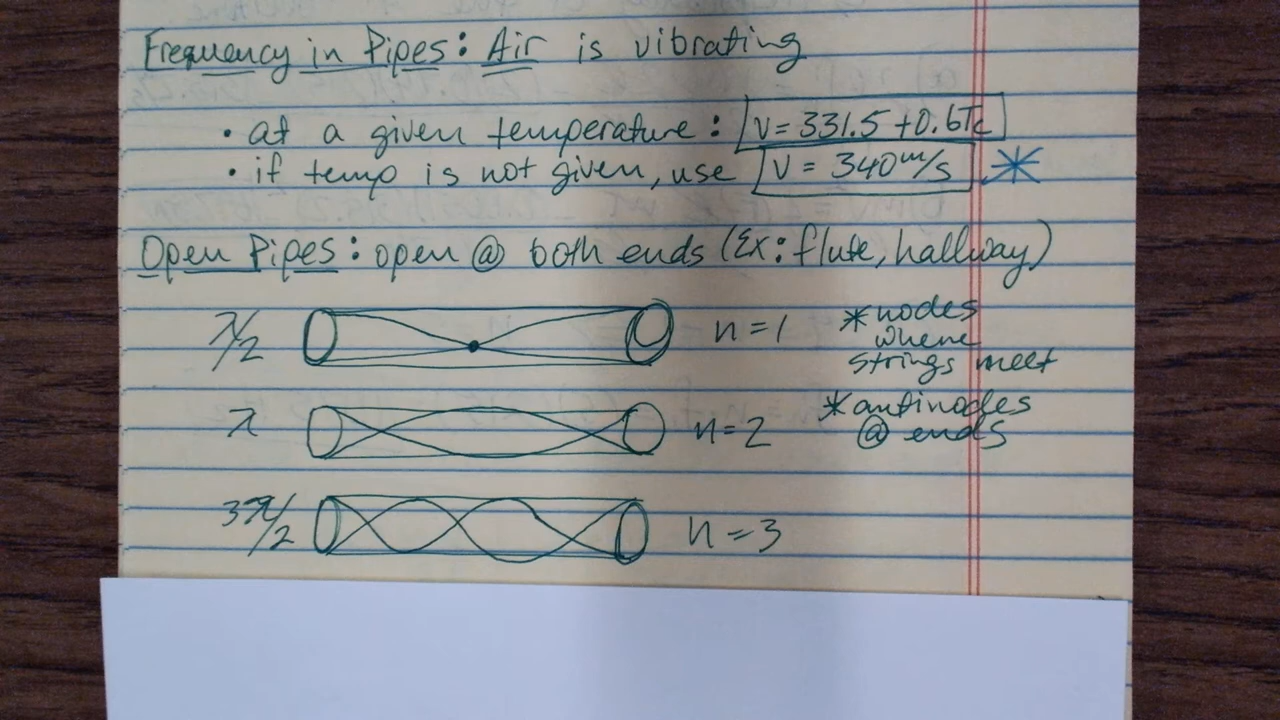 Frequency in Pipes: Air is vibrating
• at a given temperature: V = 331.5 + 0.6Tc
• if temp is not given, use V = 340 m/s *
Open Pipes: open @ both ends (Ex: flute, hallway)
λ/2 n = 1 * nodes
where
strings meet
λ n = 2 * antinodes
@ ends
3λ/2 n = 3